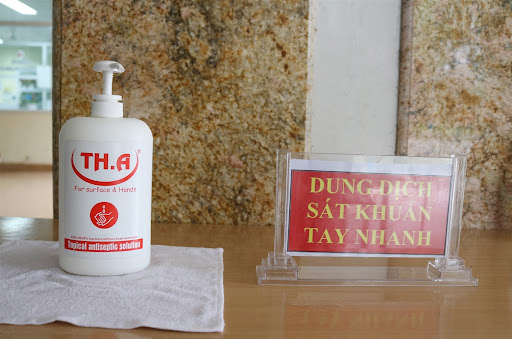 TH.A
For surface & Hands
Topical antiseptic solution
DUNG DỊCH
SÁT KHUẨN
TAY NHANH